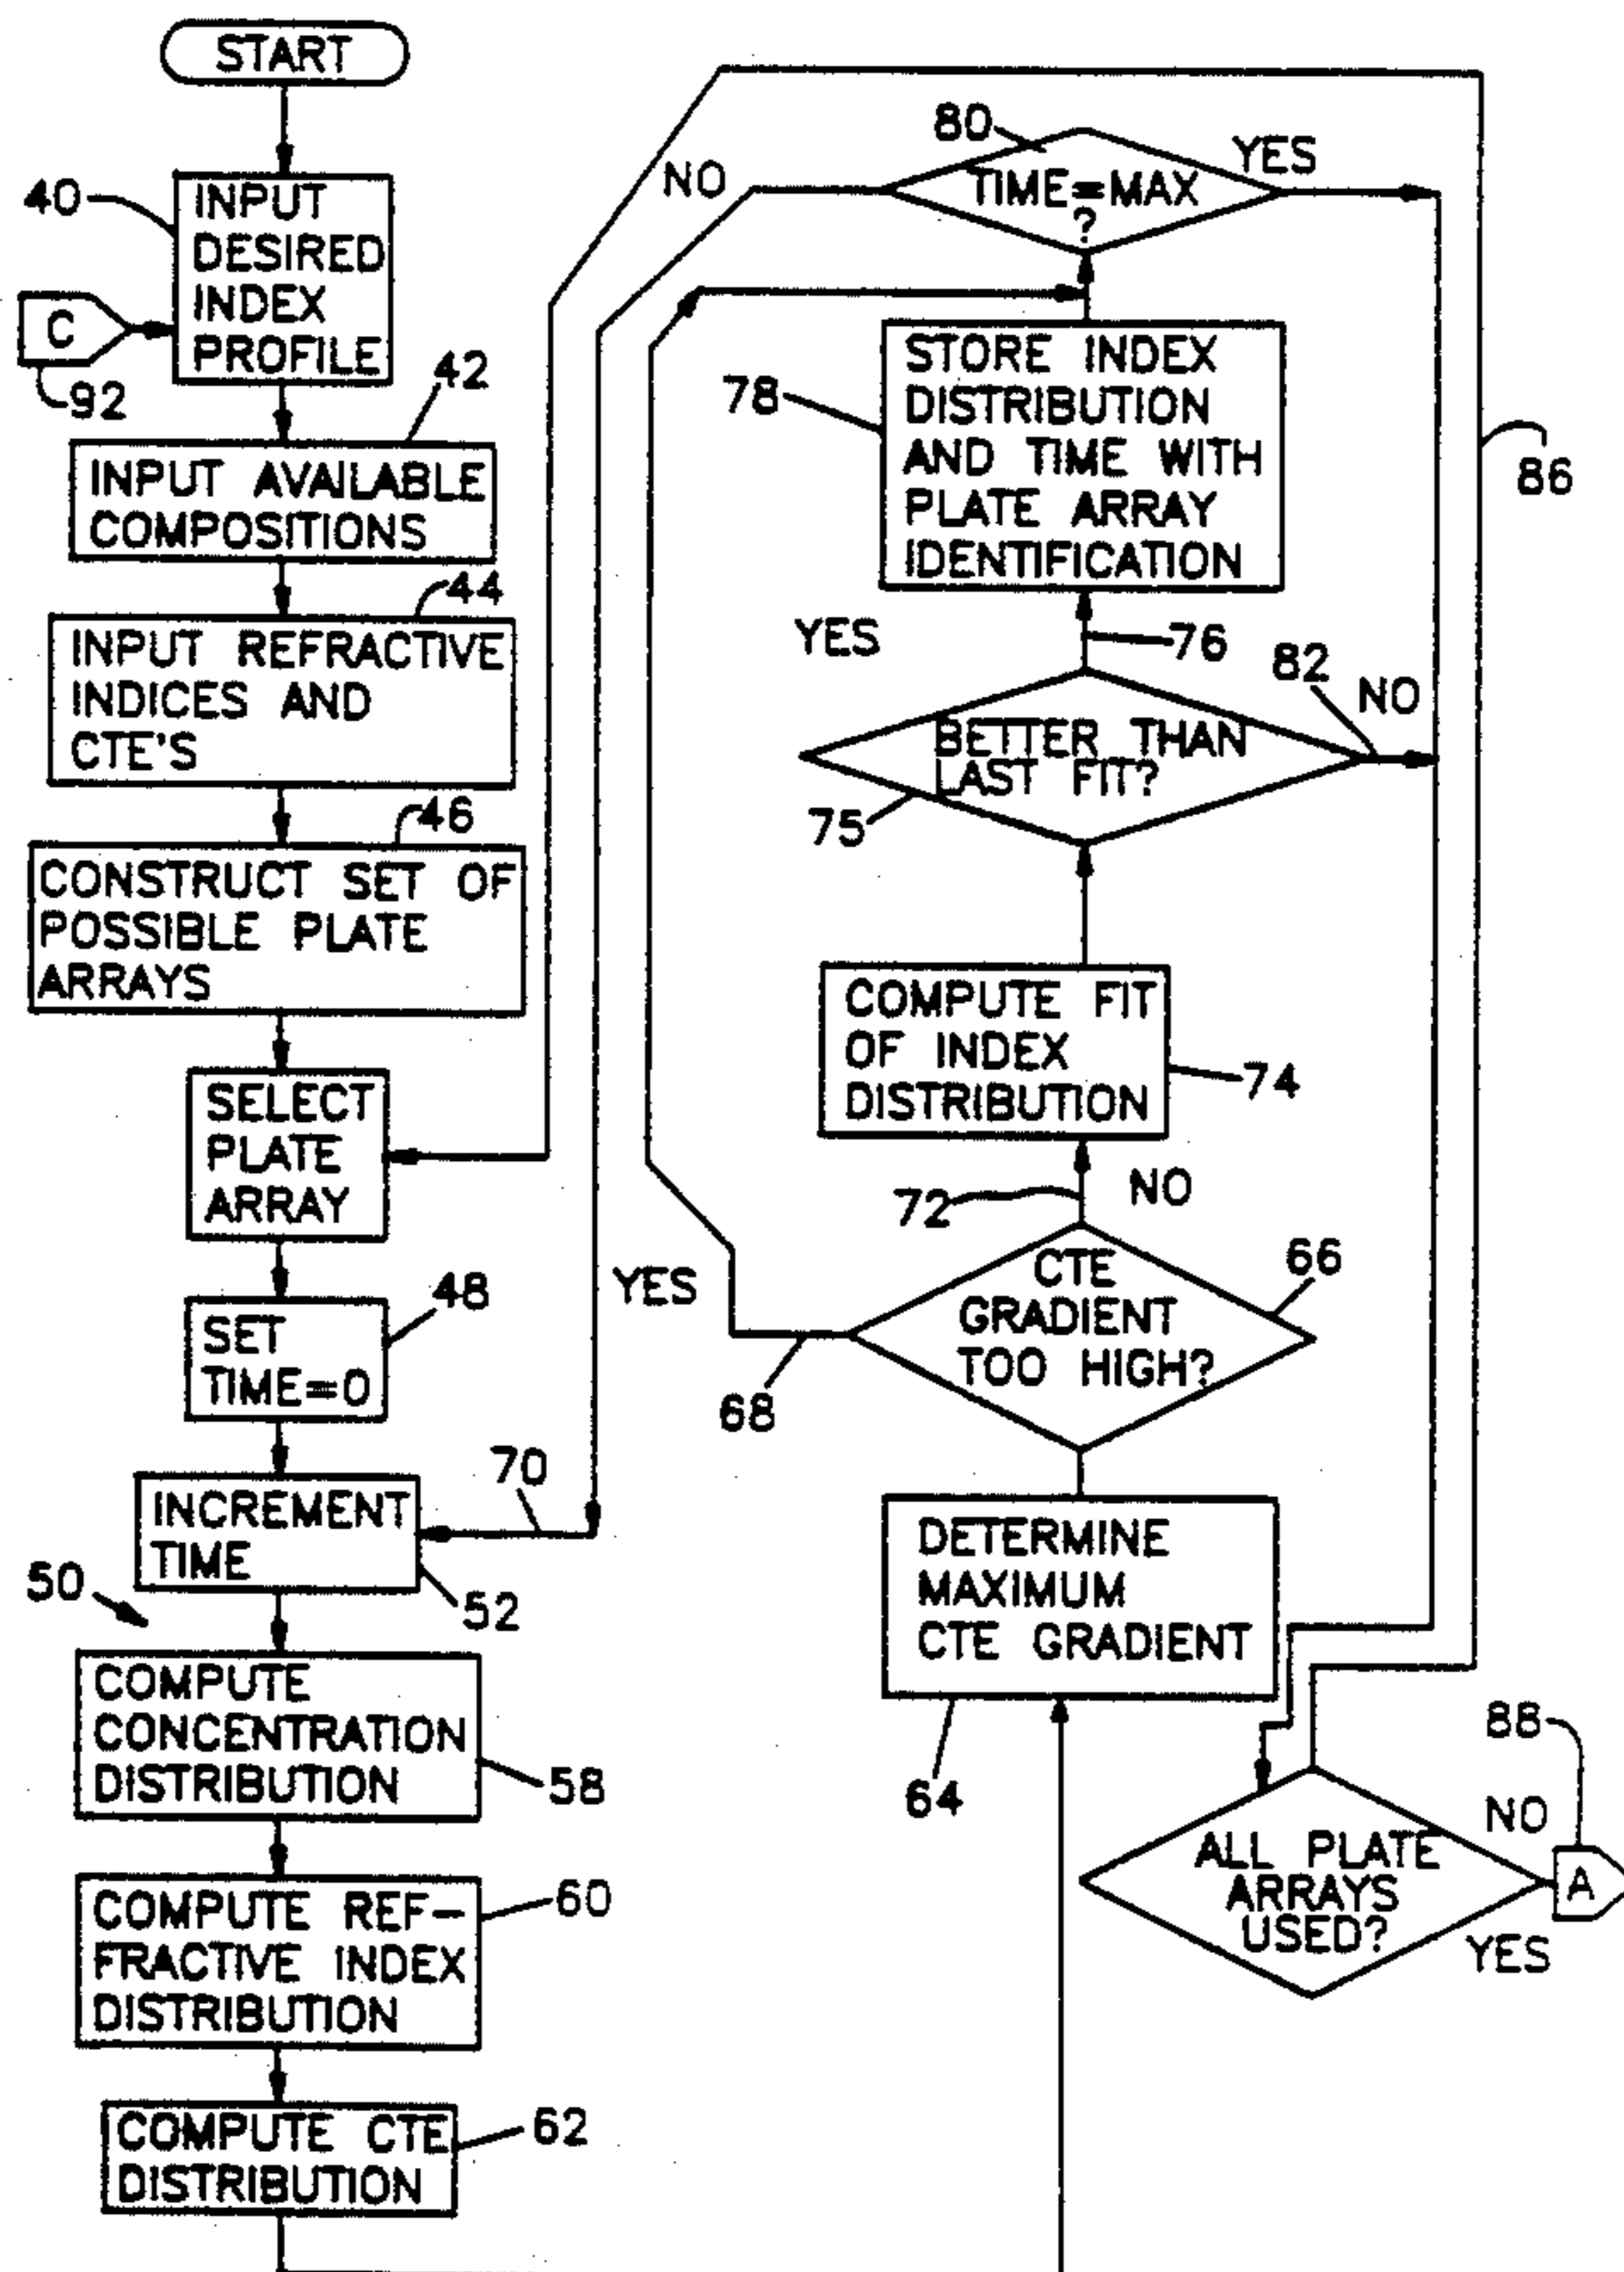 START
40
INPUT
DESIRED
INDEX
PROFILE
C
92
42
INPUT AVAILABLE
COMPOSITIONS
44
INPUT REFRACTIVE
INDICES AND
CTE'S
46
CONSTRUCT SET OF
POSSIBLE PLATE
ARRAYS
SELECT
PLATE
ARRAY
48
SET
TIME=0
70
INCREMENT
TIME
50
52
COMPUTE
CONCENTRATION
DISTRIBUTION
58
COMPUTE REF-
FRACTIVE INDEX
DISTRIBUTION
60
COMPUTE CTE
DISTRIBUTION
62
80
NO
YES
TIME=MAX
?
78
STORE INDEX
DISTRIBUTION
AND TIME WITH
PLATE ARRAY
IDENTIFICATION
86
YES
76
82
NO
BETTER THAN
LAST FIT?
75
COMPUTE FIT
OF INDEX
DISTRIBUTION
74
72
NO
66
YES
CTE
GRADIENT
TOO HIGH?
68
DETERMINE
MAXIMUM
CTE GRADIENT
64
88
NO
ALL PLATE
ARRAYS
USED?
A
YES